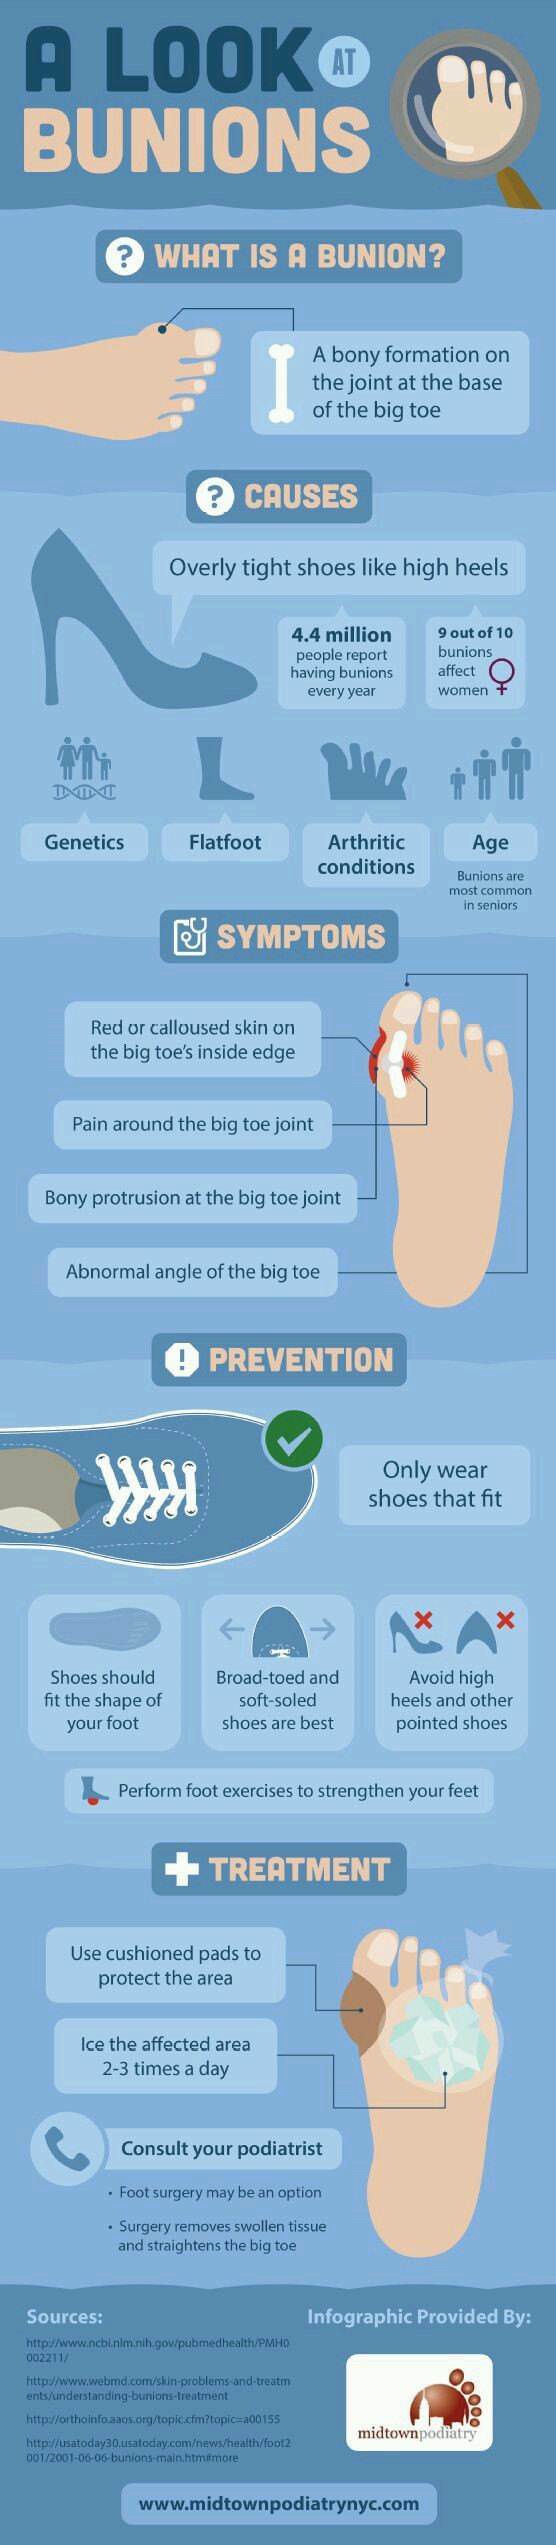 A LOOK AT
BUNIONS
WHAT IS A BUNION?
A bony formation on
the joint at the base
of the big toe
CAUSES
Overly tight shoes like high heels
4.4 million
people report
having bunions
every year
9 out of 10
bunions
affect
women
Genetics
Flatfoot
Arthritic
conditions
Age
Bunions are
most common
in seniors
SYMPTOMS
Red or calloused skin on
the big toe's inside edge
Pain around the big toe joint
Bony protrusion at the big toe joint
Abnormal angle of the big toe
PREVENTION
Only wear
shoes that fit
Shoes should
fit the shape of
your foot
Broad-toed and
soft-soled
shoes are best
Avoid high
heels and other
pointed shoes
Perform foot exercises to strengthen your feet
TREATMENT
Use cushioned pads to
protect the area
Ice the affected area
2-3 times a day
Consult your podiatrist
• Foot surgery may be an option
• Surgery removes swollen tissue
and straightens the big toe
Sources:
http://www.ncbi.nlm.nih.gov/pubmedhealth/PMH0
002211/
http://www.webmd.com/skin-problems-and-treatm
ents/understanding-bunions-treatment
http://orthoinfo.aaos.org/topic.cfm?topic=a00155
http://usatoday30.usatoday.com/news/health/foot2
001/2001-06-06-bunions-main.htm#more
Infographic Provided By:
midtownpodiatry
www.midtownpodiatrynyc.com